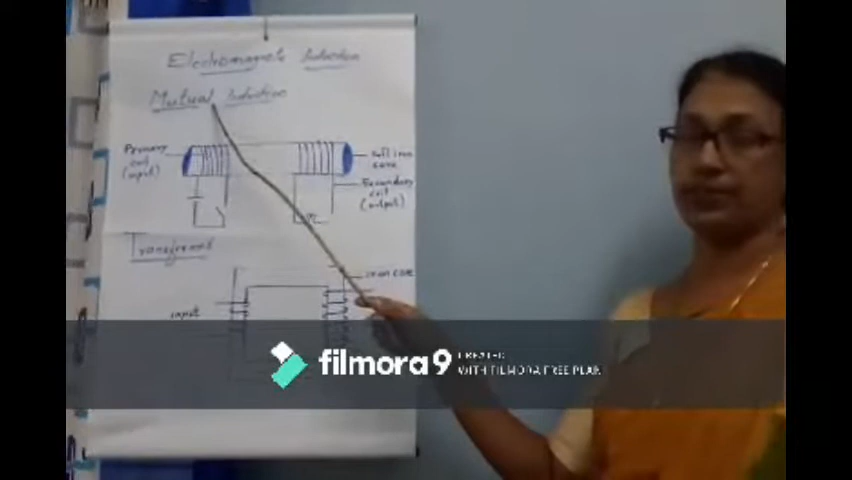 Electromagnetic Induction
Mutual Induction
Primary
coil
(input)
soft iron
core
Secondary
coil
(output)
Transformer
iron core
input
filmora9
CREATED
WITH FILMORA FREE PLAN